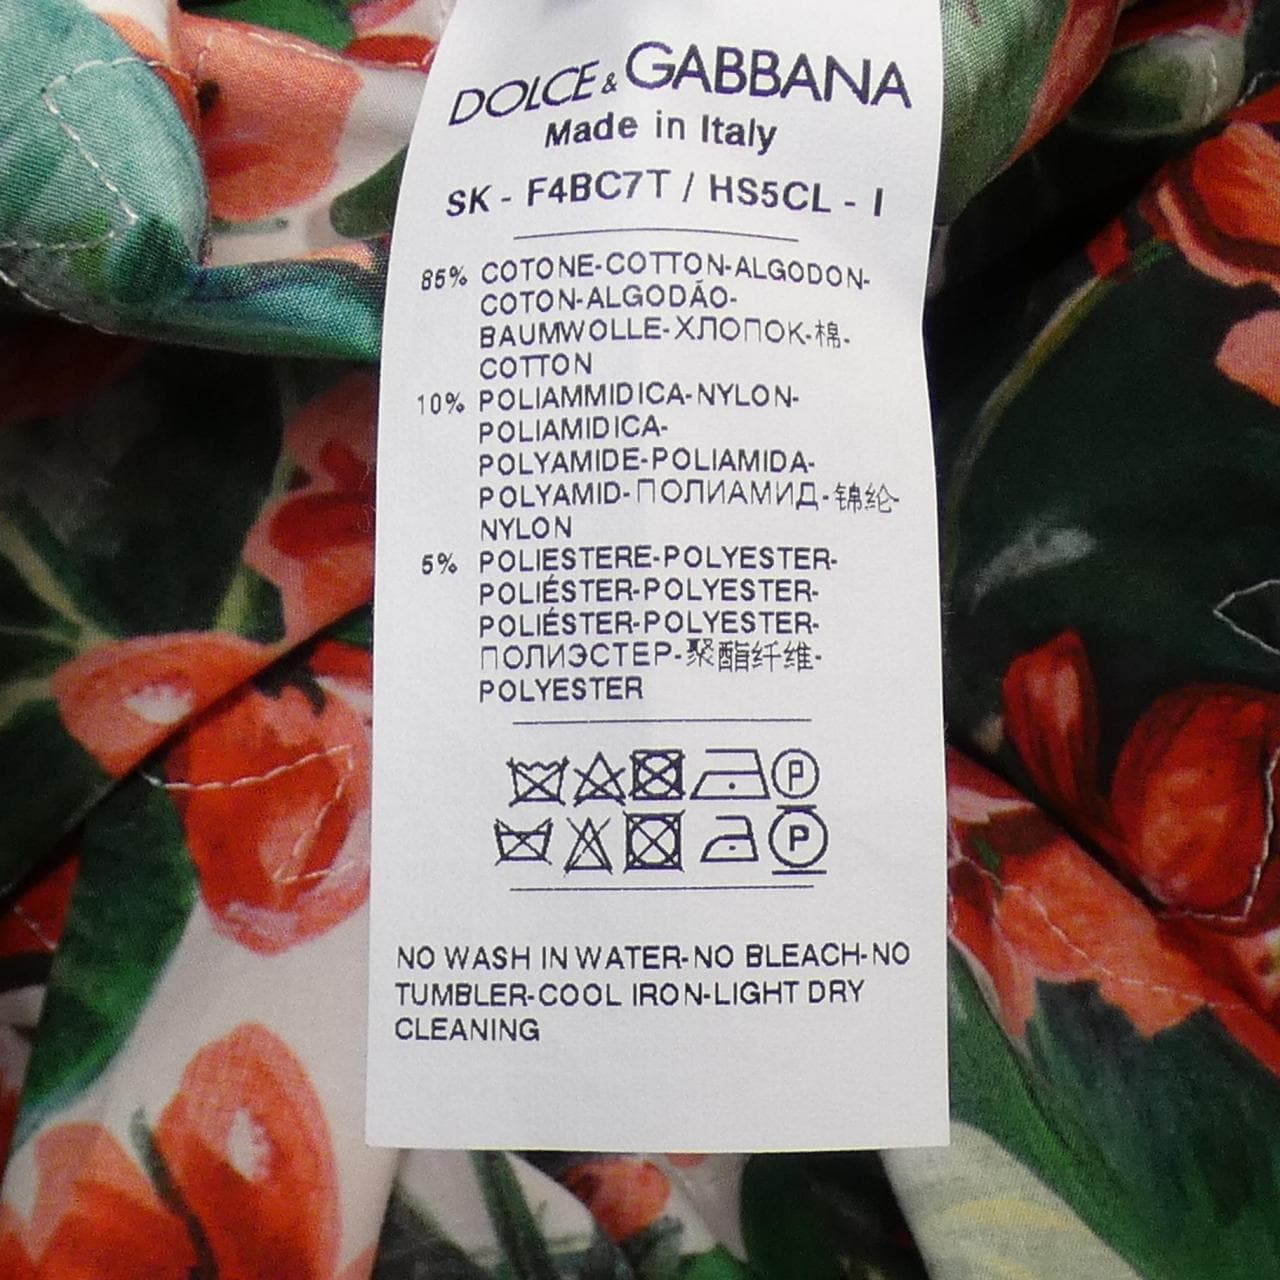 DOLCE & GABBANA
Made in Italy
SK - F4BC7T / HS5CL - I
85% COTONE-COTTON-ALGODON-
COTON-ALGODÃO-
BAUMWOLLE-ХЛОПОК-棉-
COTTON
10% POLIAMMIDICA-NYLON-
POLIAMIDICA-
POLYAMIDE-POLIAMIDA-
POLYAMID-ПОЛИАМИД-锦纶-
NYLON
5% POLIESTERE-POLYESTER-
POLIÉSTER-POLYESTER-
POLIÉSTER-POLYESTER-
ПОЛИЭСТЕР-聚酯纤维-
POLYESTER
P
P
NO WASH IN WATER-NO BLEACH-NO
TUMBLER-COOL IRON-LIGHT DRY
CLEANING